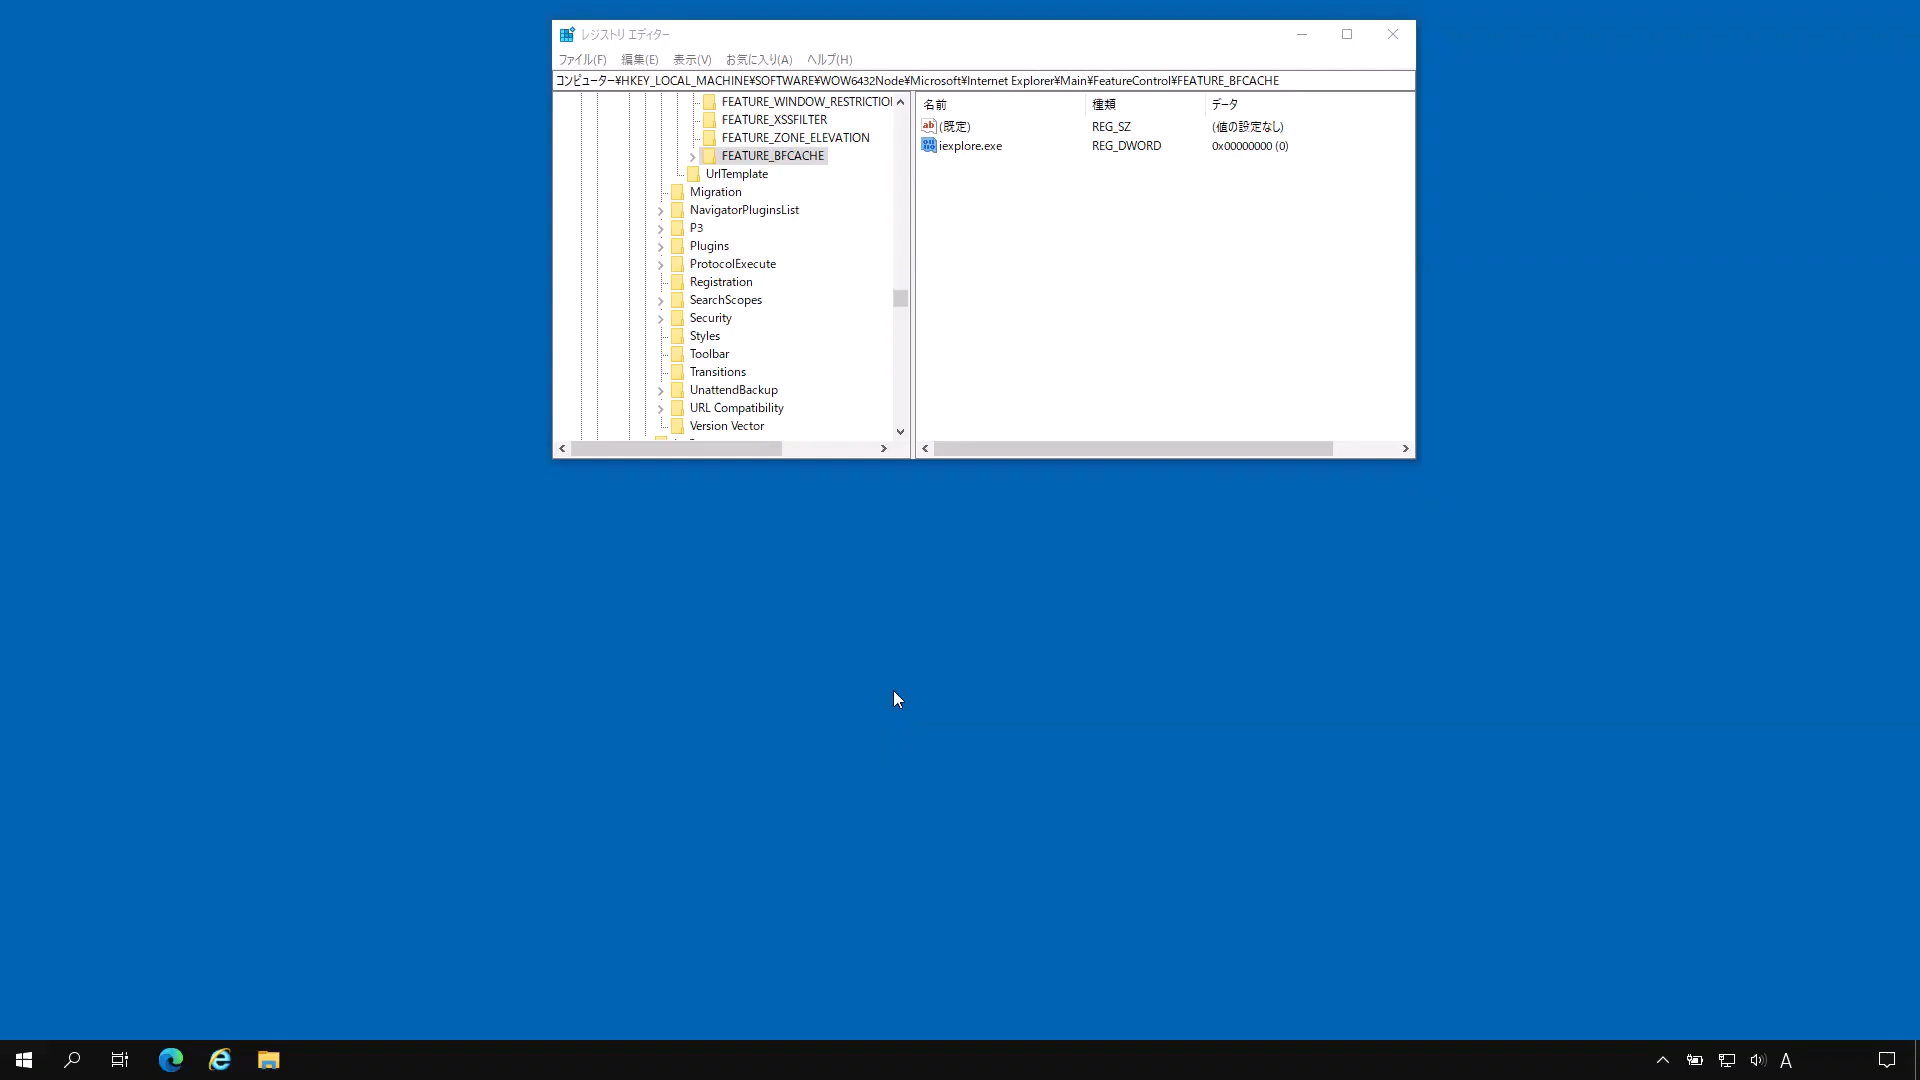 レジストリ エディター
ファイル(F) 編集(E) 表示(V) お気に入り(A) ヘルプ(H)
コンピューター¥HKEY_LOCAL_MACHINE¥SOFTWARE¥WOW6432Node¥Microsoft¥Internet Explorer¥Main¥FeatureControl¥FEATURE_BFCACHE
FEATURE_WINDOW_RESTRICTIO
FEATURE_XSSFILTER
FEATURE_ZONE_ELEVATION
FEATURE_BFCACHE
UrlTemplate
Migration
NavigatorPluginsList
P3
Plugins
ProtocolExecute
Registration
SearchScopes
Security
Styles
Toolbar
Transitions
UnattendBackup
URL Compatibility
Version Vector
名前 種類 データ
ab (既定) REG_SZ (値の設定なし)
iexplore.exe REG_DWORD 0x00000000 (0)
A